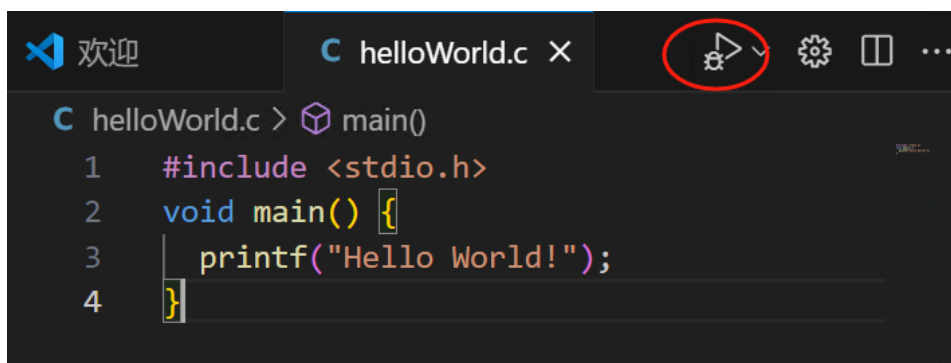 欢迎
C helloWorld.c ×
C helloWorld.c > main()
1 #include <stdio.h>
2 void main() {
3 printf("Hello World!");
4 }